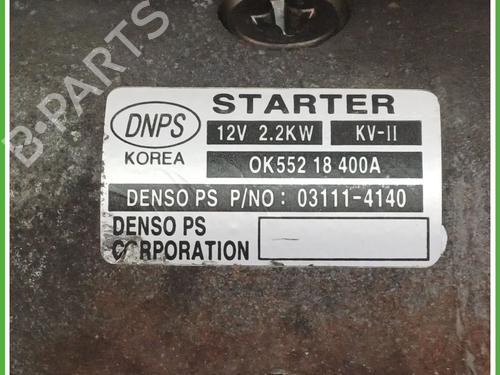 B-PARTS
STARTER
DNPS
12V 2.2KW KV-II
KOREA
OK552 18 400A
DENSO PS P/NO : 03111-4140
DENSO PS
CORPORATION